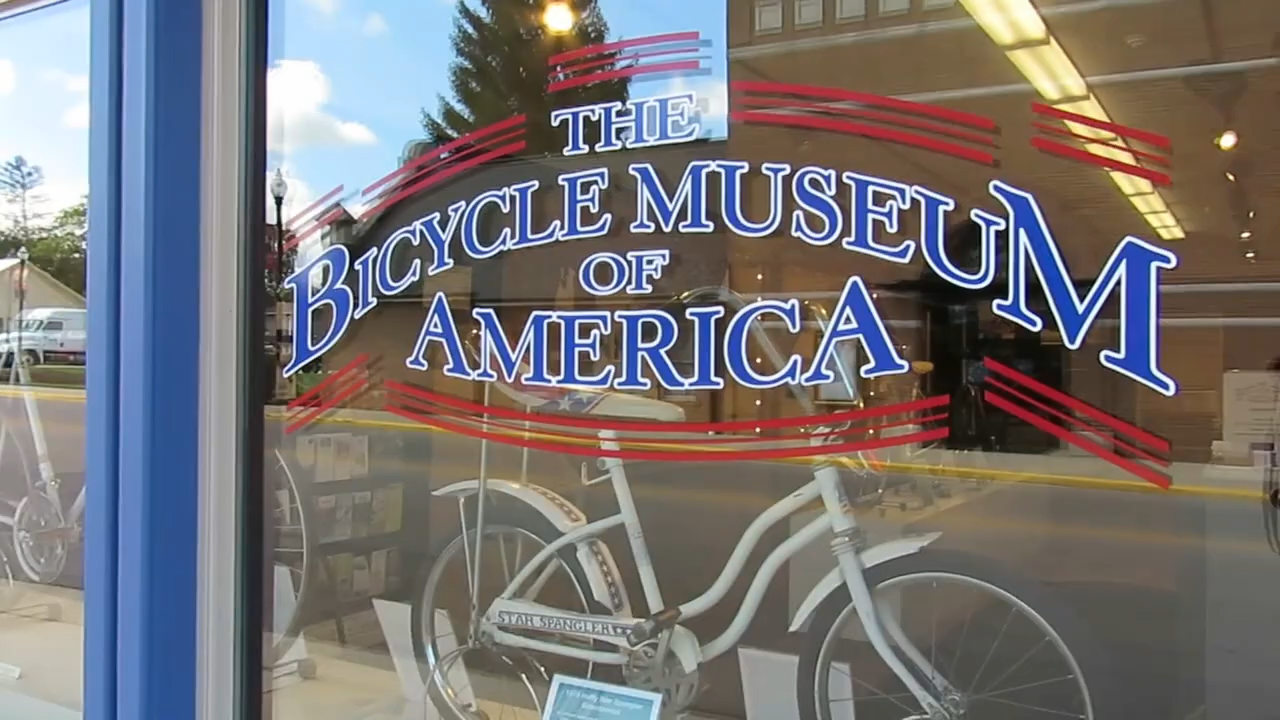 THE
BICYCLE MUSEUM
OF
AMERICA
STAR SPANGLER